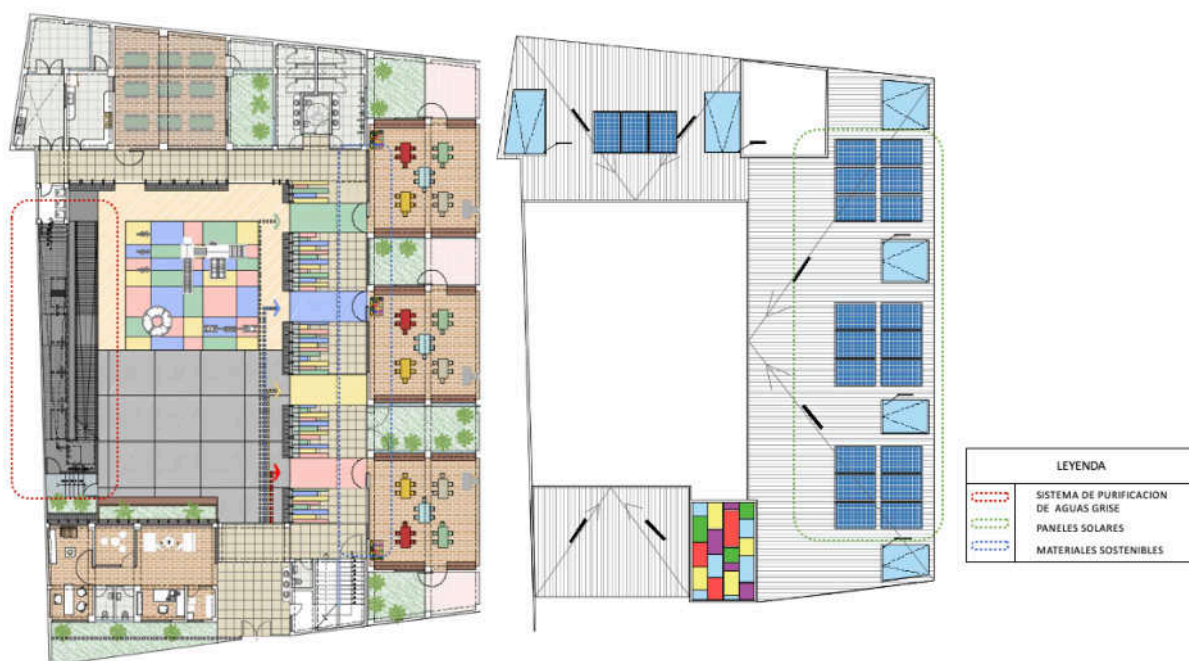 LEYENDA
SISTEMA DE PURIFICACION
DE AGUAS GRISE
PANELES SOLARES
MATERIALES SOSTENIBLES